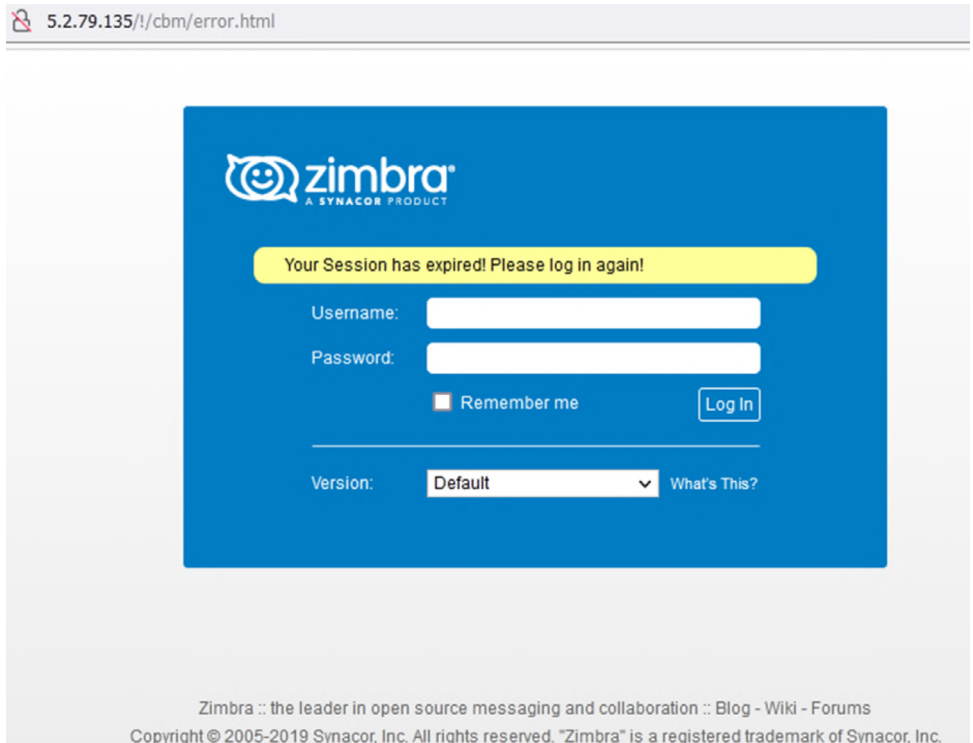 5.2.79.135/!/cbm/error.html
zimbra®
A SYNACOR PRODUCT
Your Session has expired! Please log in again!
Username:
Password:
Remember me Log In
Version: Default What's This?
Zimbra :: the leader in open source messaging and collaboration :: Blog - Wiki - Forums
Copyright © 2005-2019 Synacor, Inc. All rights reserved. "Zimbra" is a registered trademark of Synacor, Inc.